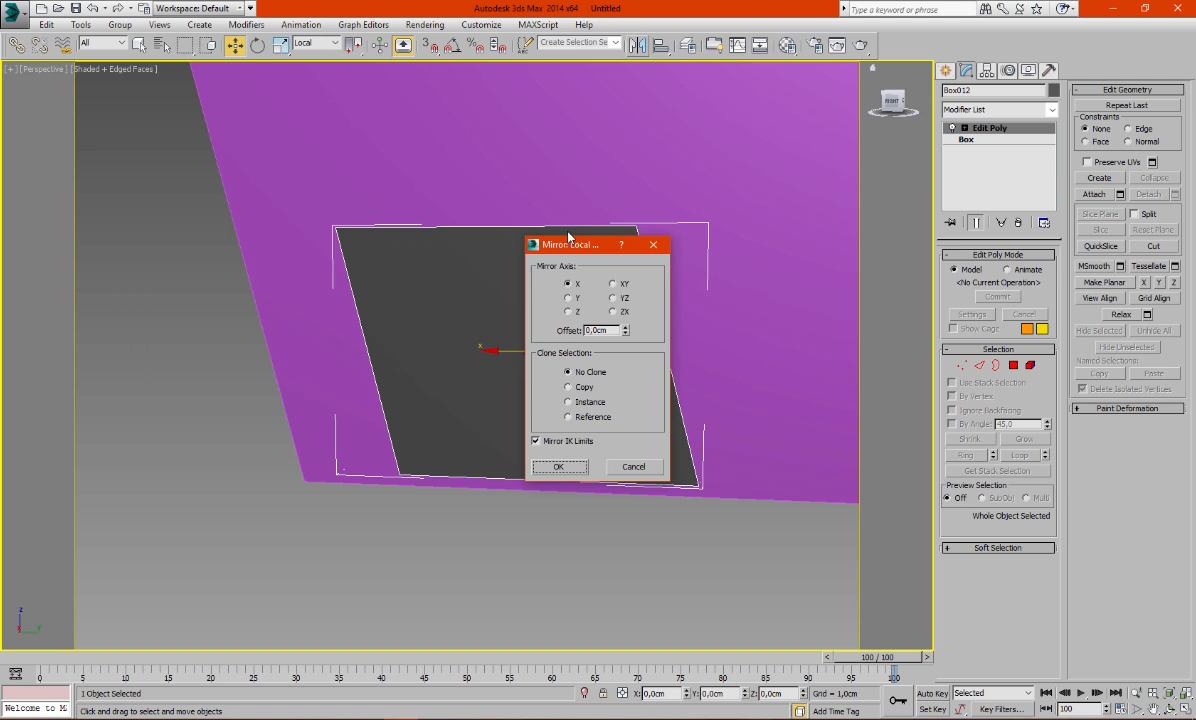 Workspace: Default
Autodesk 3ds Max 2014 x64 Untitled
Type a keyword or phrase
Edit Tools Group Views Create Modifiers Animation Graph Editors Rendering Customize MAXScript Help
All
Local
3
Create Selection Se
[+] [Perspective] [Shaded + Edged Faces]
RIGHT
Mirror: Local ...
?
Mirror Axis:
X XY
Y YZ
Z ZX
Offset: 0,0cm
Clone Selection:
No Clone
Copy
Instance
Reference
Mirror IK Limits
OK Cancel
x
z
x y
Box012
Modifier List
Edit Poly
Box
Edit Poly Mode
Model Animate
<No Current Operation>
Commit
Settings Cancel
Show Cage
Selection
Use Stack Selection
By Vertex
Ignore Backfacing
By Angle: 45,0
Shrink Grow
Ring Loop
Get Stack Selection
Preview Selection
Off SubObj Multi
Whole Object Selected
Soft Selection
Edit Geometry
Repeat Last
Constraints
None Edge
Face Normal
Preserve UVs
Create Collapse
Attach Detach
Slice Plane Split
Slice Reset Plane
QuickSlice Cut
MSmooth Tessellate
Make Planar X Y Z
View Align Grid Align
Relax
Hide Selected Unhide All
Hide Unselected
Named Selections:
Copy Paste
Delete Isolated Vertices
Paint Deformation
< 100 / 100 >
0 5 10 15 20 25 30 35 40 45 50 55 60 65 70 75 80 85 90 95 100
1 Object Selected
X: 0,0cm Y: 0,0cm Z: 0,0cm Grid = 1,0cm
Auto Key Selected
Welcome to M
Click and drag to select and move objects
Add Time Tag
Set Key Key Filters...
100